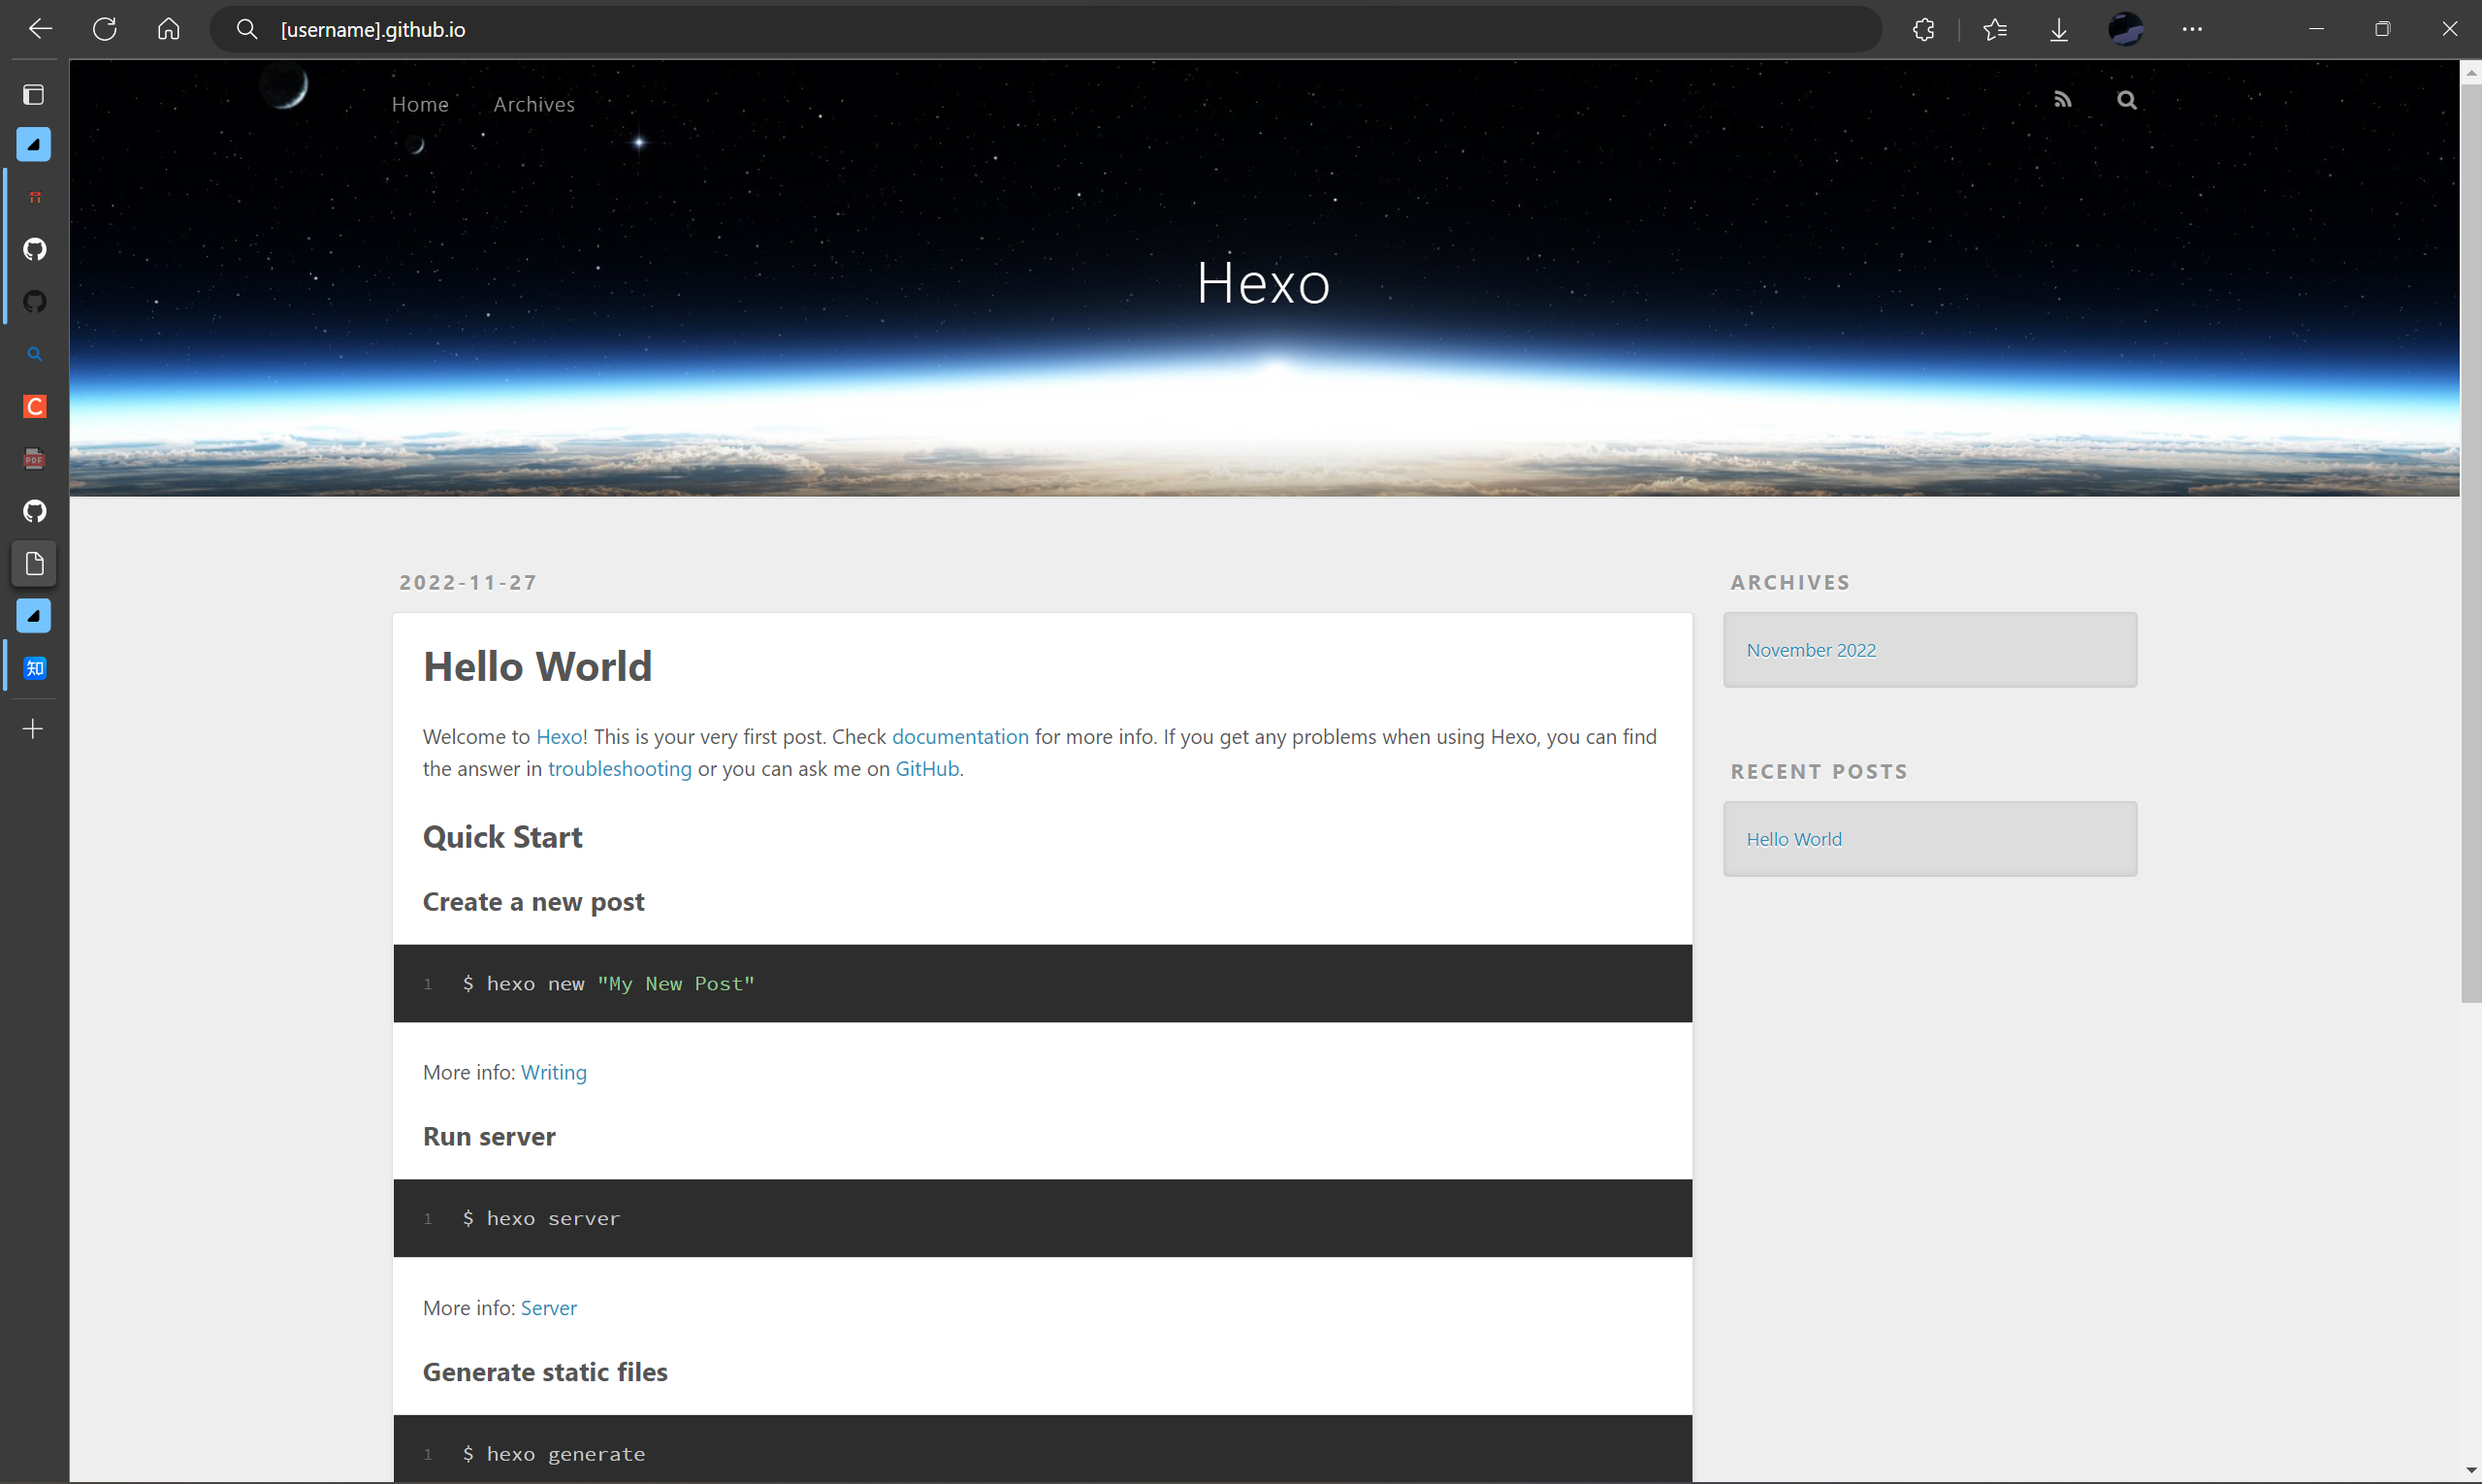 [username].github.io
Home
Archives
Hexo
2022-11-27
Hello World
Welcome to Hexo! This is your very first post. Check documentation for more info. If you get any problems when using Hexo, you can find
the answer in troubleshooting or you can ask me on GitHub.
Quick Start
Create a new post
1 $ hexo new "My New Post"
More info: Writing
Run server
1 $ hexo server
More info: Server
Generate static files
1 $ hexo generate
ARCHIVES
November 2022
RECENT POSTS
Hello World
C
PDF
知